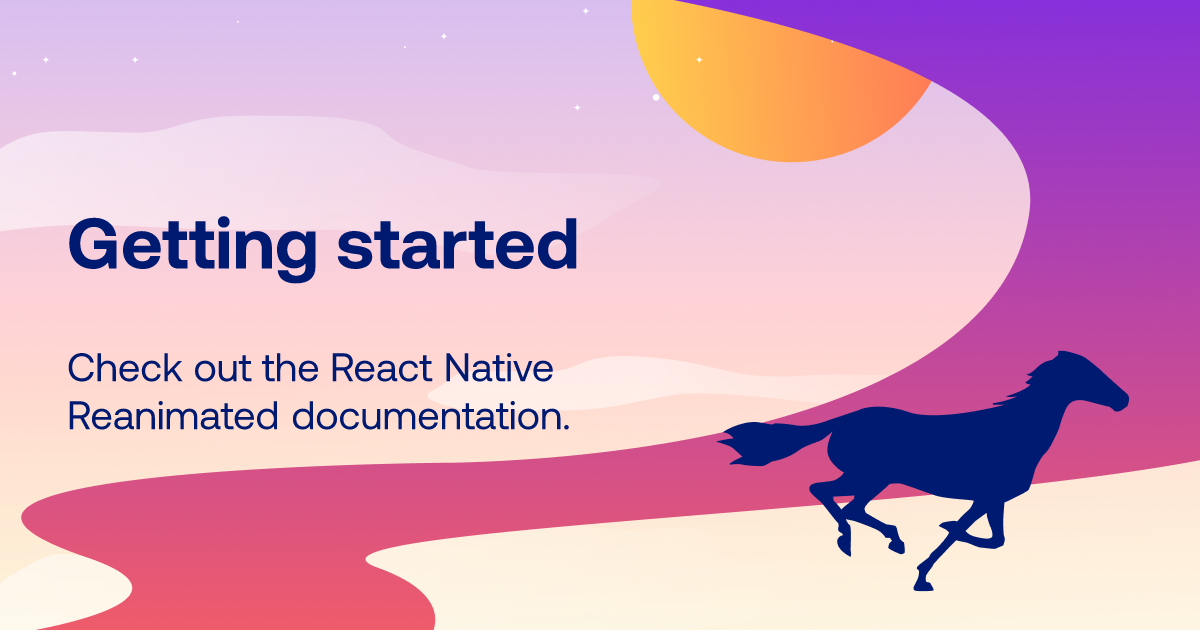 Getting started
Check out the React Native
Reanimated documentation.